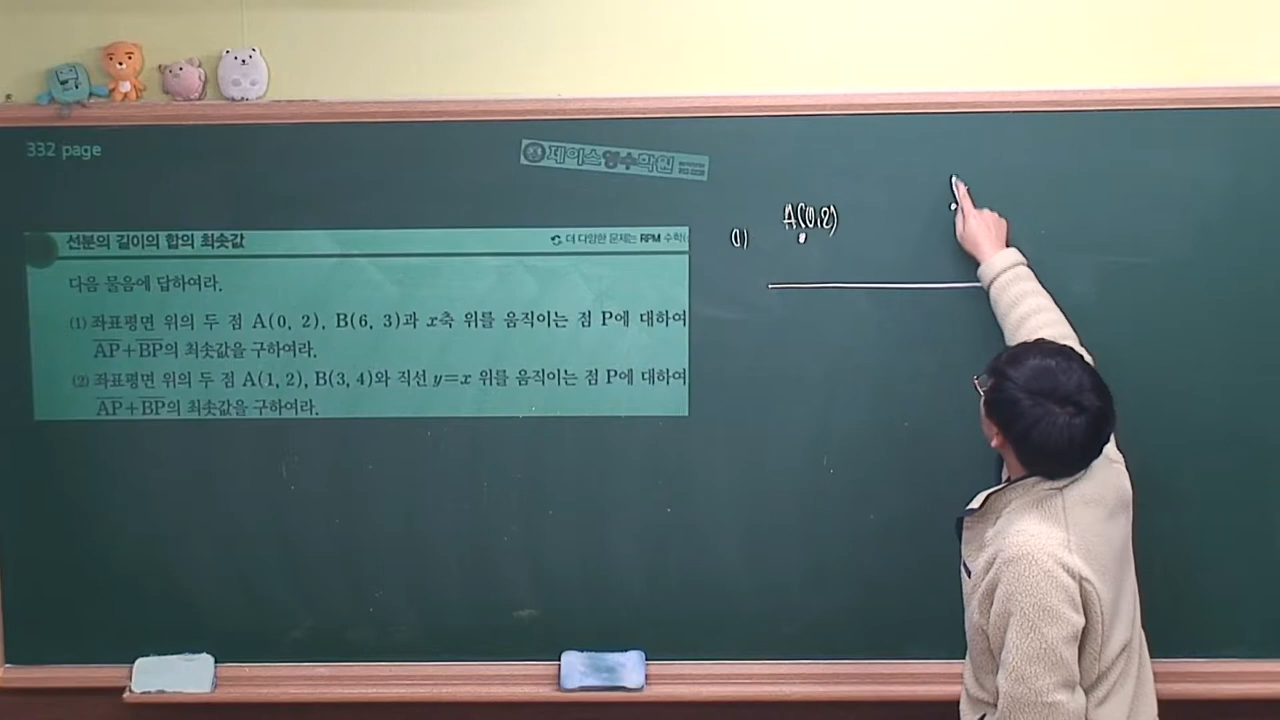 332 page
제이스영수학원
선분의 길이의 합의 최솟값
더 다양한 문제는 RPM 수학(
다음 물음에 답하여라.
(1) 좌표평면 위의 두 점 A(0, 2), B(6, 3)과 x축 위를 움직이는 점 P에 대하여
AP+BP의 최솟값을 구하여라.
(2) 좌표평면 위의 두 점 A(1, 2), B(3, 4)와 직선 y=x 위를 움직이는 점 P에 대하여
AP+BP의 최솟값을 구하여라.
(1)
A(0,2)